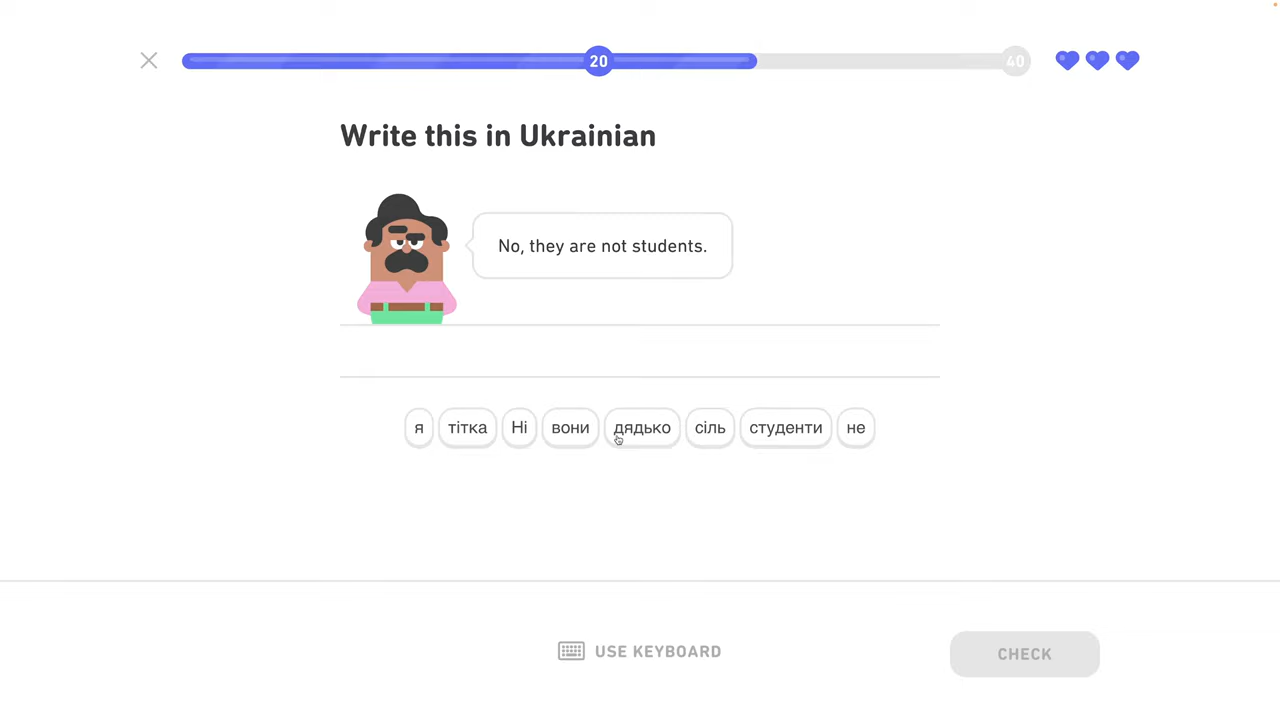 20
40
Write this in Ukrainian
No, they are not students.
я тітка Ні вони дядько сіль студенти не
USE KEYBOARD
CHECK